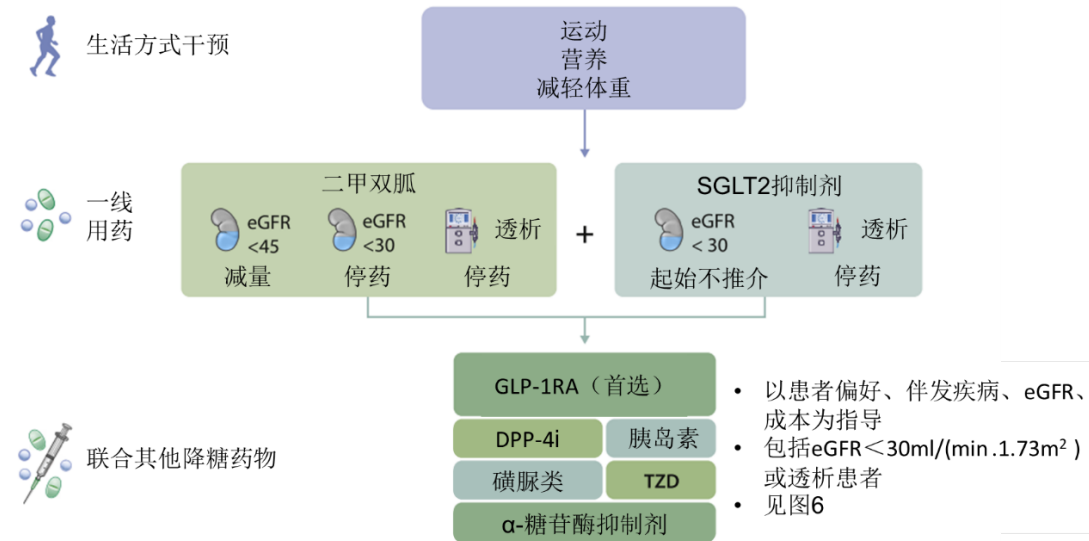 生活方式干预
运动
营养
减轻体重
一线
用药
二甲双胍
eGFR
<45
减量
eGFR
<30
停药
透析
停药
+
SGLT2抑制剂
eGFR
< 30
起始不推介
透析
停药
联合其他降糖药物
GLP-1RA（首选）
DPP-4i
胰岛素
磺脲类
TZD
α-糖苷酶抑制剂
• 以患者偏好、伴发疾病、eGFR、
成本为指导
• 包括eGFR＜30ml/(min .1.73m² )
或透析患者
• 见图6